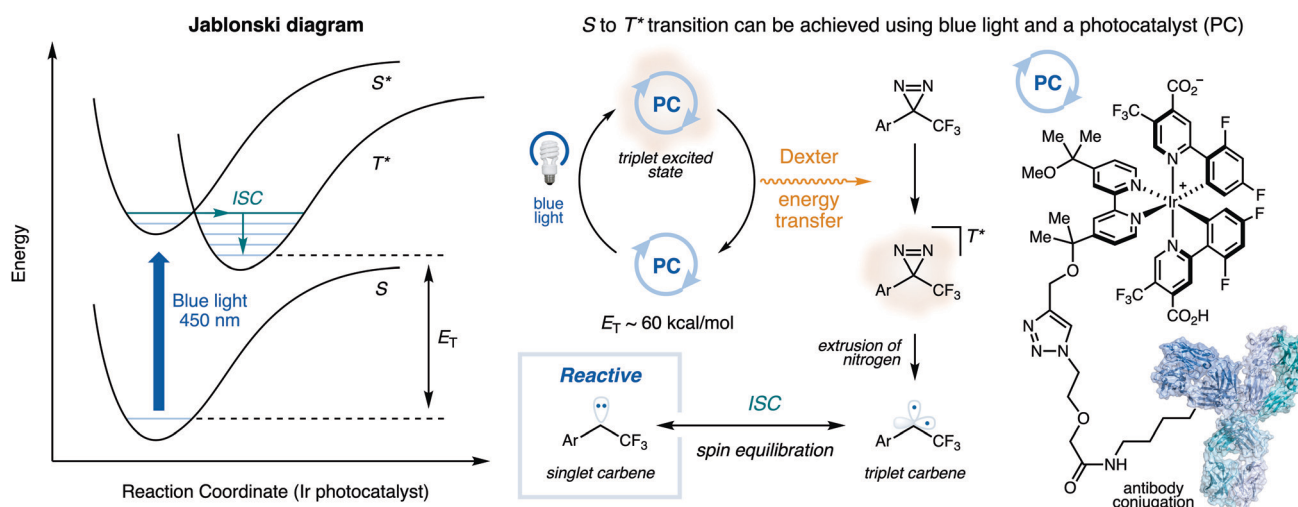 Jablonski diagram
Energy
S*
T*
ISC
S
Blue light
450 nm
E_T
Reaction Coordinate (Ir photocatalyst)
S to T* transition can be achieved using blue light and a photocatalyst (PC)
PC
triplet excited
state
blue
light
PC
E_T ~ 60 kcal/mol
Dexter
energy
transfer
N=N
Ar
CF3
N=N
Ar
CF3
T*
extrusion of
nitrogen
Reactive
Ar
CF3
singlet carbene
ISC
spin equilibration
Ar
CF3
triplet carbene
PC
CO2−
F3C
N
F
F
Me
Me
MeO
N
N
+
Ir
Me
Me
O
F
F
N
F3C
CO2H
N
N
N
O
O
NH
antibody
conjugation